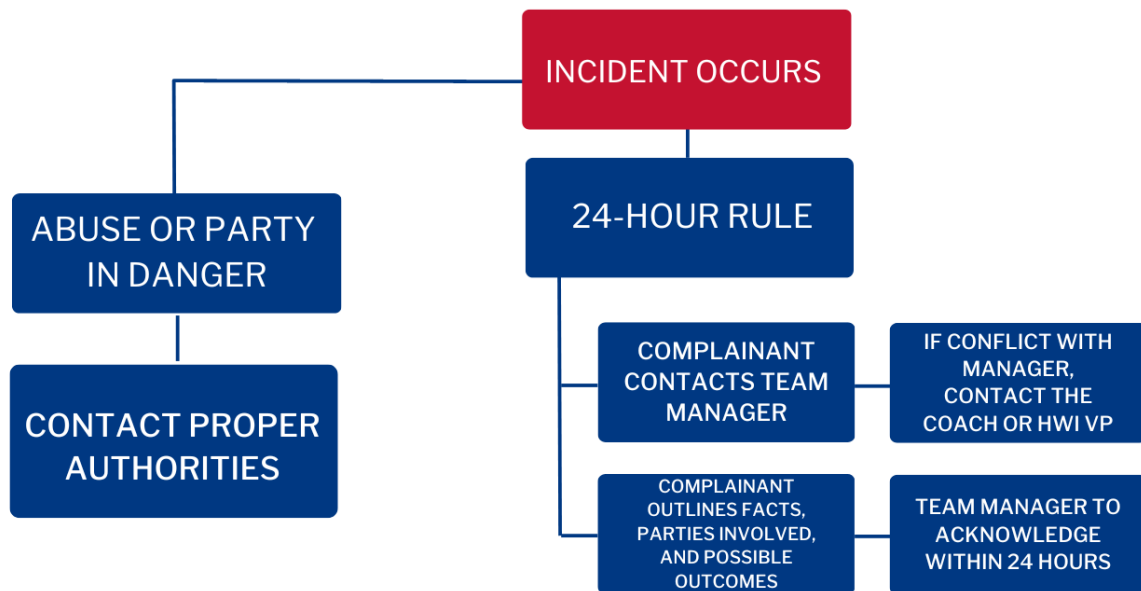 INCIDENT OCCURS
ABUSE OR PARTY
IN DANGER
24-HOUR RULE
CONTACT PROPER
AUTHORITIES
COMPLAINANT
CONTACTS TEAM
MANAGER
IF CONFLICT WITH
MANAGER,
CONTACT THE
COACH OR HWI VP
COMPLAINANT
OUTLINES FACTS,
PARTIES INVOLVED,
AND POSSIBLE
OUTCOMES
TEAM MANAGER TO
ACKNOWLEDGE
WITHIN 24 HOURS